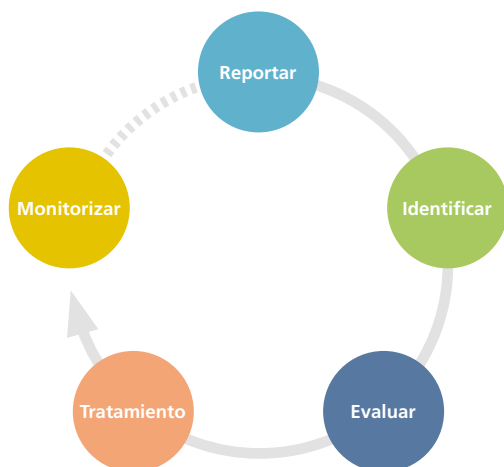 Reportar
Identificar
Evaluar
Tratamiento
Monitorizar